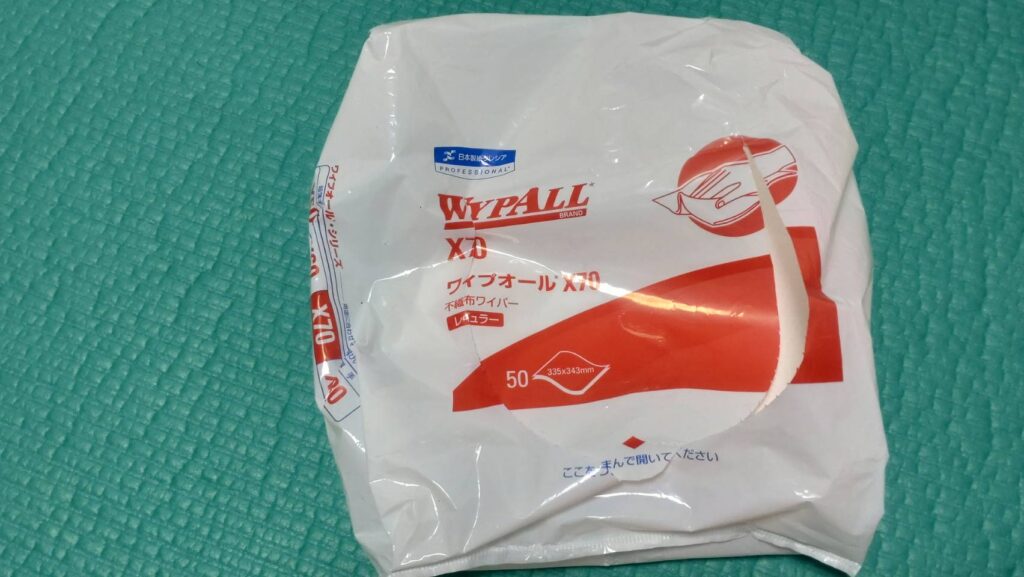 日本製紙クレシア
PROFESSIONAL
WYPALL
BRAND
X70
ワイプオール X70
不織布ワイパー
レギュラー
50
335x343mm
ワイプオール・シリーズ
X70
ここをつまんで開いてください